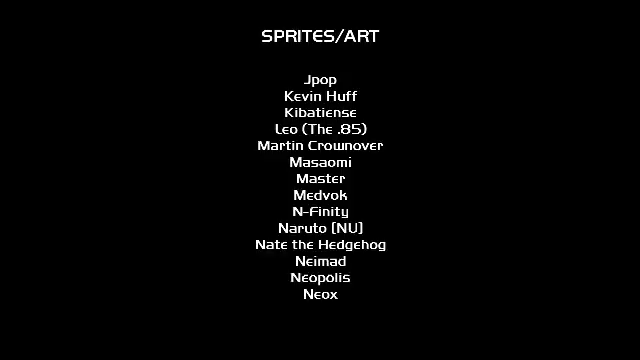 SPRITES/ART
Jpop
Kevin Huff
Kibatiense
Leo (The .85)
Martin Crownover
Masaomi
Master
Medvok
N-Finity
Naruto [NU]
Nate the Hedgehog
Neimad
Neopolis
Neox